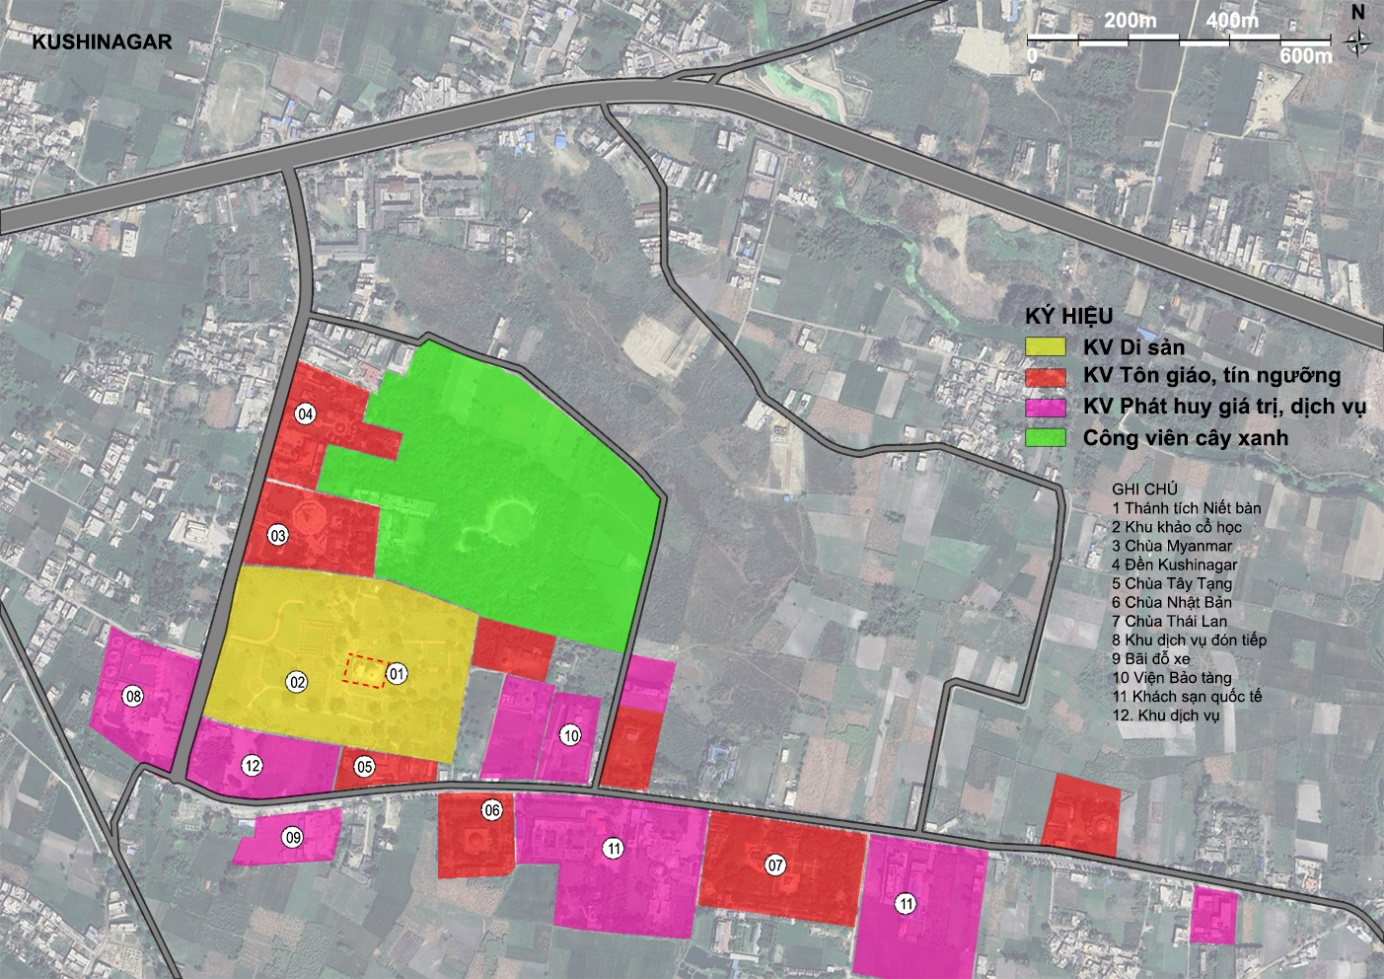 KUSHINAGAR
200m 400m
0 600m
N
KÝ HIỆU
KV Di sản
KV Tôn giáo, tín ngưỡng
KV Phát huy giá trị, dịch vụ
Công viên cây xanh
GHI CHÚ
1 Thánh tích Niết bàn
2 Khu khảo cổ học
3 Chùa Myanmar
4 Đền Kushinagar
5 Chùa Tây Tạng
6 Chùa Nhật Bản
7 Chùa Thái Lan
8 Khu dịch vụ đón tiếp
9 Bãi đỗ xe
10 Viện Bảo tàng
11 Khách sạn quốc tế
12. Khu dịch vụ
04
03
01
02
08
10
12
05
06
09
11
07
11